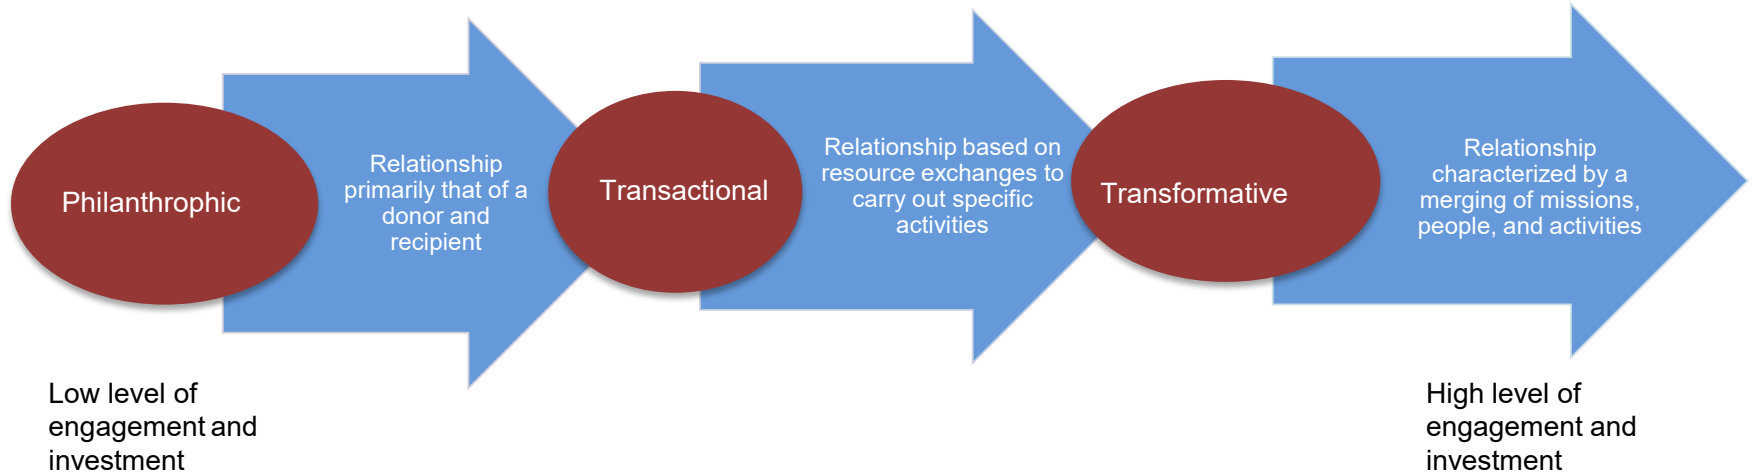 Philanthrophic
Relationship
primarily that of a
donor and
recipient
Transactional
Relationship based on
resource exchanges to
carry out specific
activities
Transformative
Relationship
characterized by a
merging of missions,
people, and activities
Low level of
engagement and
investment
High level of
engagement and
investment